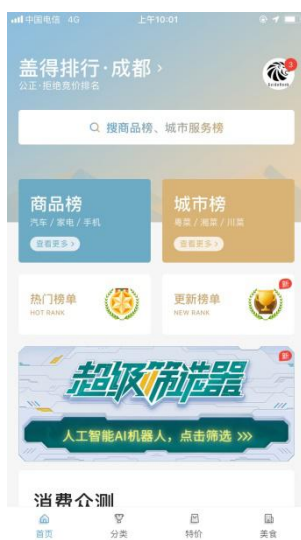 中国电信 4G 上午10:01
盖得排行·成都 >
公正·拒绝竞价排名
3
搜商品榜、城市服务榜
商品榜
汽车 / 家电 / 手机
查看更多 >
城市榜
粤菜 / 湘菜 / 川菜
查看更多 >
热门榜单
HOT RANK
更新榜单
NEW RANK
新
超级筛选器
新
人工智能AI机器人，点击筛选 >>>
消费众测
首页 分类 特价 美食